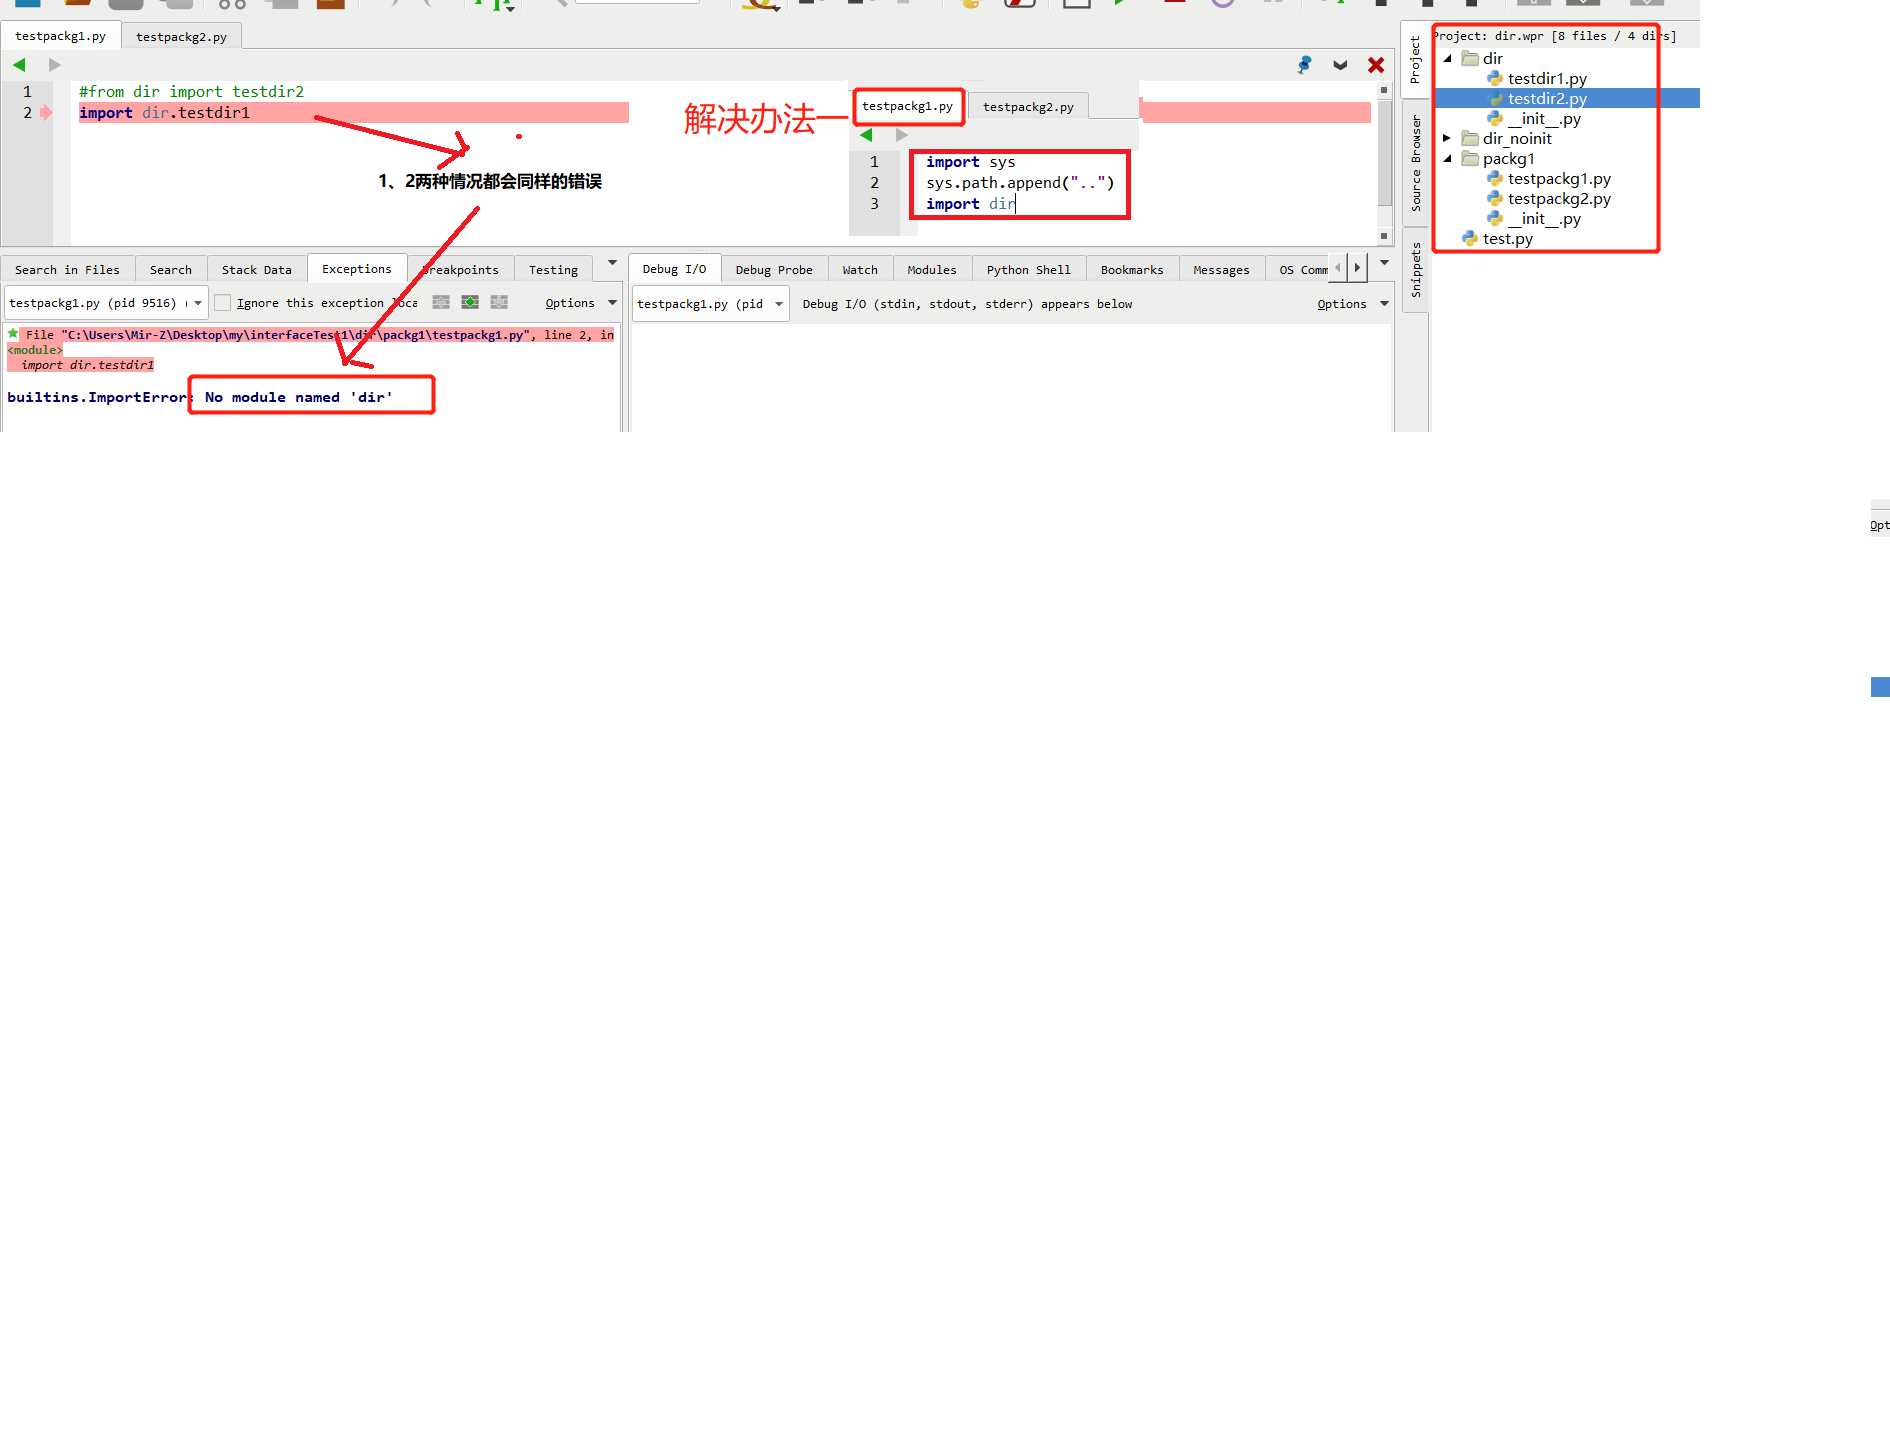 testpackg1.py
testpackg2.py
1 #from dir import testdir2
2 import dir.testdir1
1、2两种情况都会同样的错误
解决办法一
testpackg1.py
testpackg2.py
1 import sys
2 sys.path.append("..")
3 import dir
Project
Source Browser
Snippets
Project: dir.wpr [8 files / 4 dirs]
dir
testdir1.py
testdir2.py
__init__.py
dir_noinit
packg1
testpackg1.py
testpackg2.py
__init__.py
test.py
Search in Files
Search
Stack Data
Exceptions
Breakpoints
Testing
testpackg1.py (pid 9516) (
Ignore this exception loca
Options
File "C:\Users\Mir-Z\Desktop\my\interfaceTest1\dir\packg1\testpackg1.py", line 2, in
<module>
import dir.testdir1
builtins.ImportError: No module named 'dir'
Debug I/O
Debug Probe
Watch
Modules
Python Shell
Bookmarks
Messages
OS Comm
testpackg1.py (pid
Debug I/O (stdin, stdout, stderr) appears below
Options
Opt